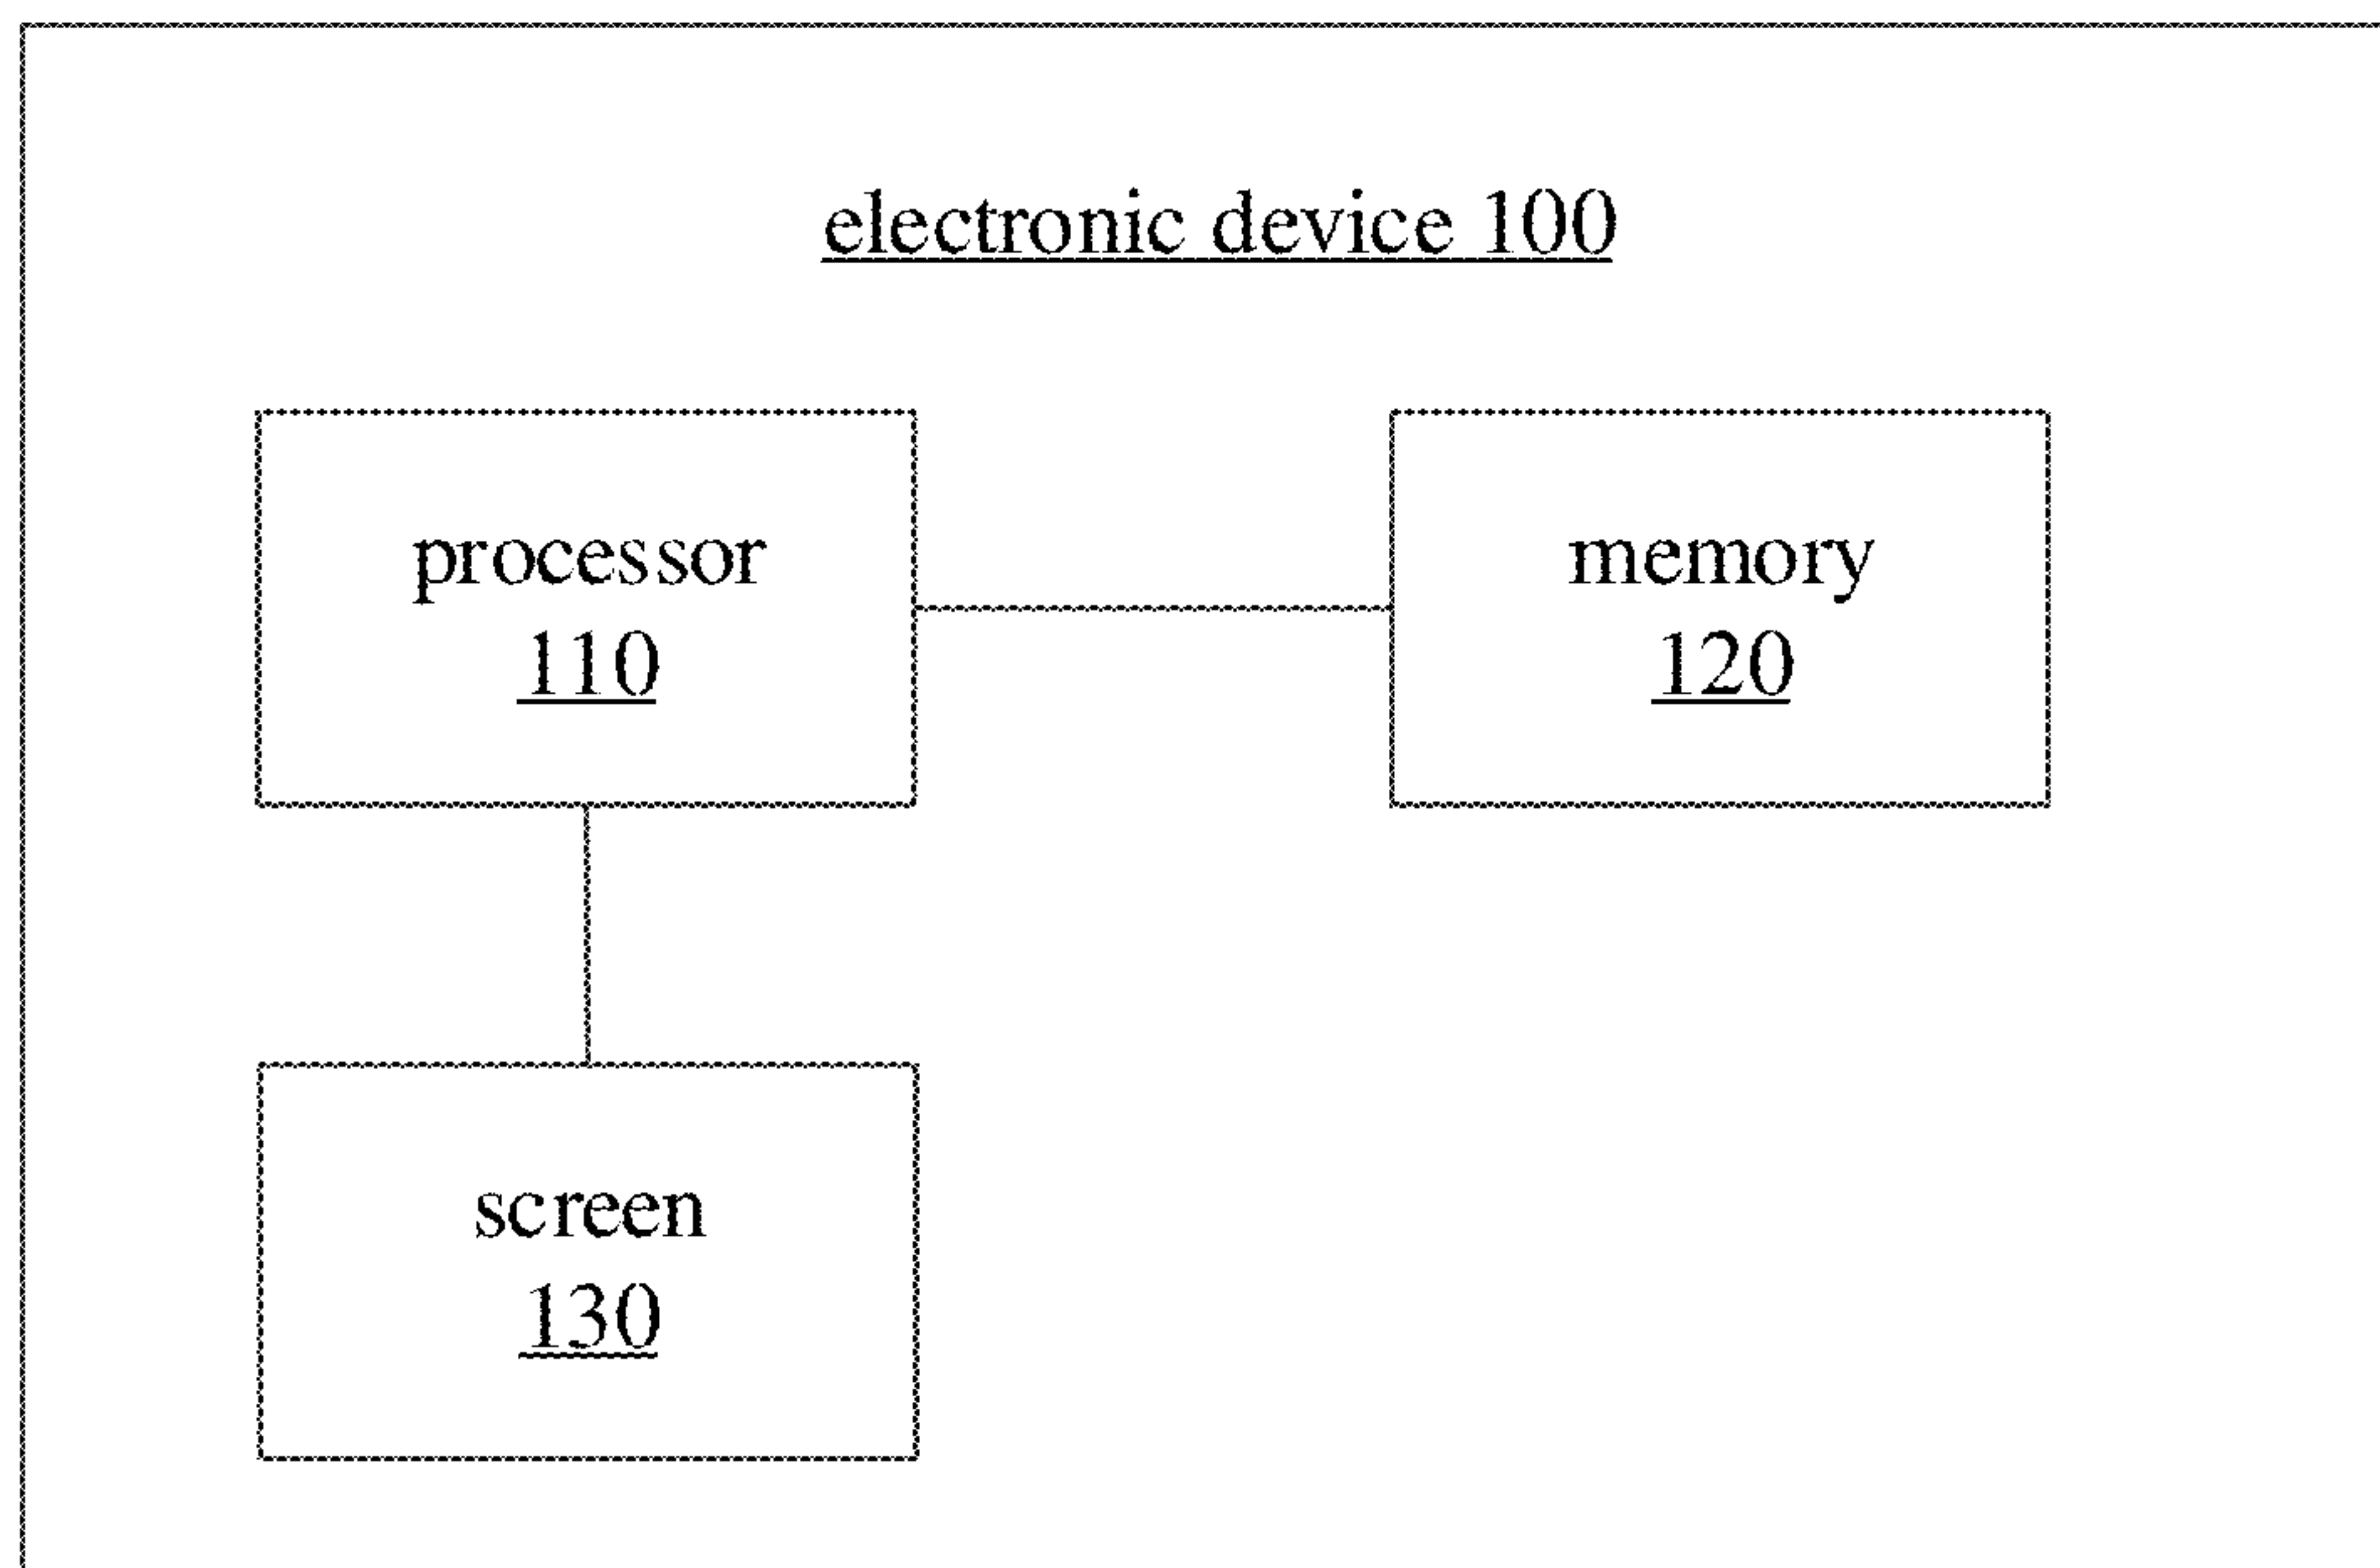 electronic device 100
processor
110
memory
120
screen
130